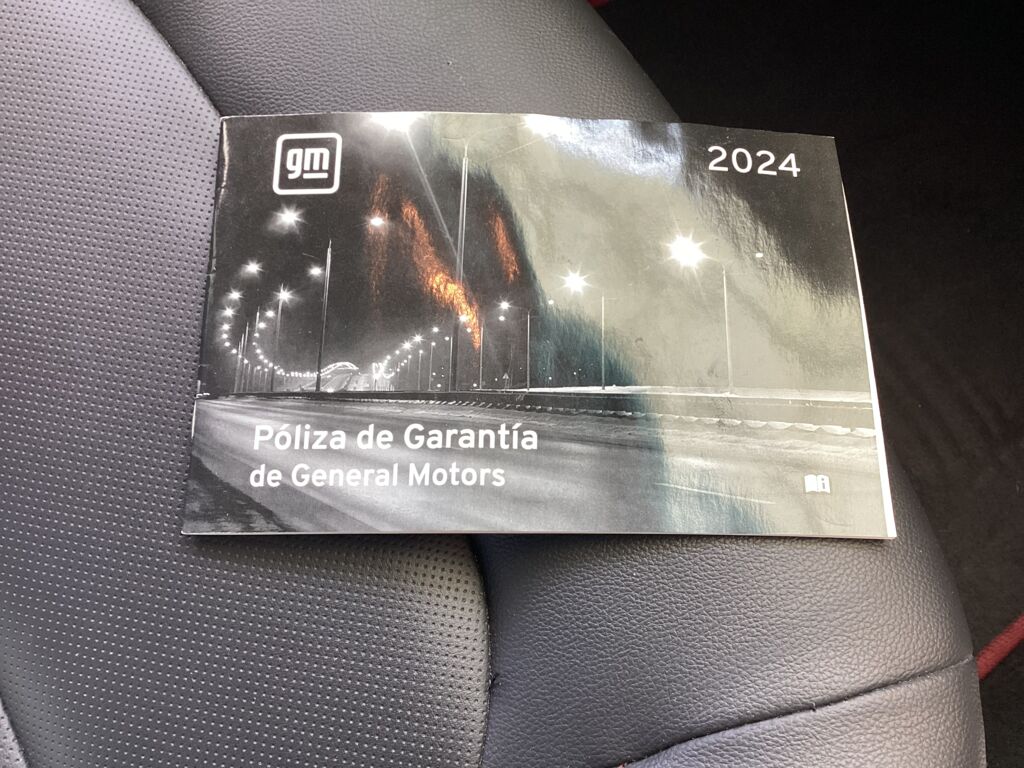 gm
2024
Póliza de Garantía
de General Motors